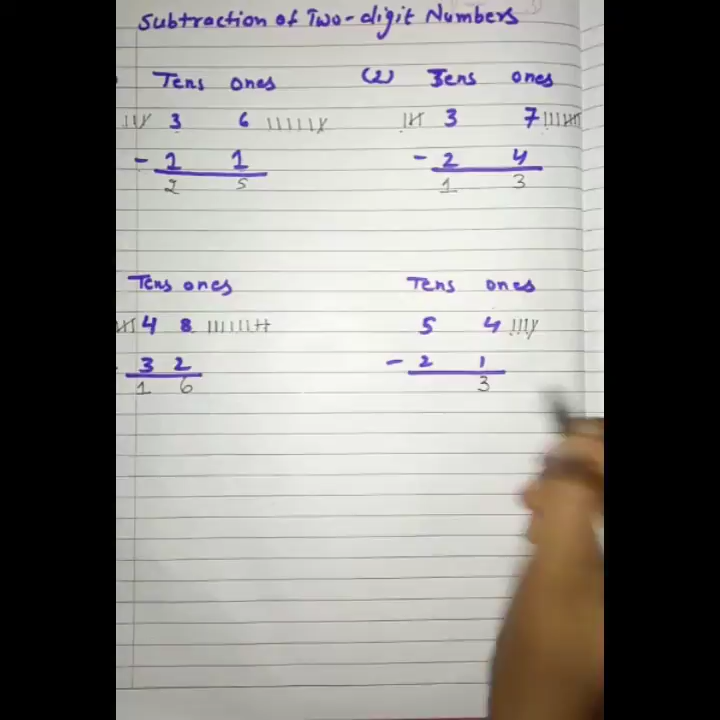 Subtraction of Two-digit Numbers
Tens ones
3 6
- 1 1
2 5
(2) Tens ones
3 7
- 2 4
1 3
Tens ones
4 8
3 2
1 6
Tens ones
5 4
- 2 1
3